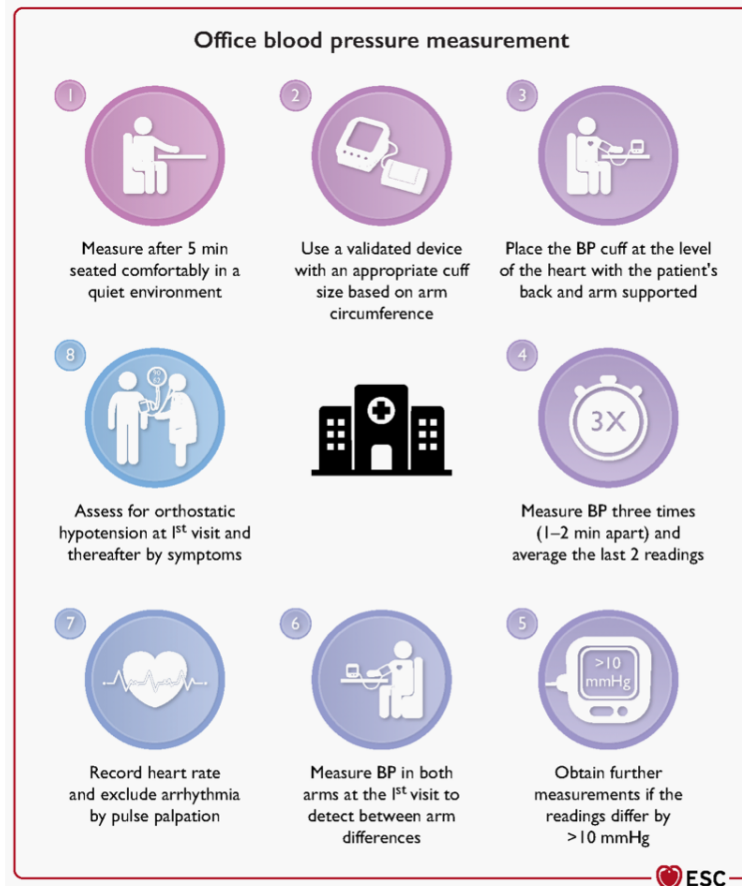 Office blood pressure measurement
1
Measure after 5 min
seated comfortably in a
quiet environment
2
Use a validated device
with an appropriate cuff
size based on arm
circumference
3
Place the BP cuff at the level
of the heart with the patient's
back and arm supported
4
3X
Measure BP three times
(1–2 min apart) and
average the last 2 readings
5
>10
mmHg
Obtain further
measurements if the
readings differ by
>10 mmHg
6
Measure BP in both
arms at the 1st visit to
detect between arm
differences
7
Record heart rate
and exclude arrhythmia
by pulse palpation
8
Assess for orthostatic
hypotension at 1st visit and
thereafter by symptoms
ESC